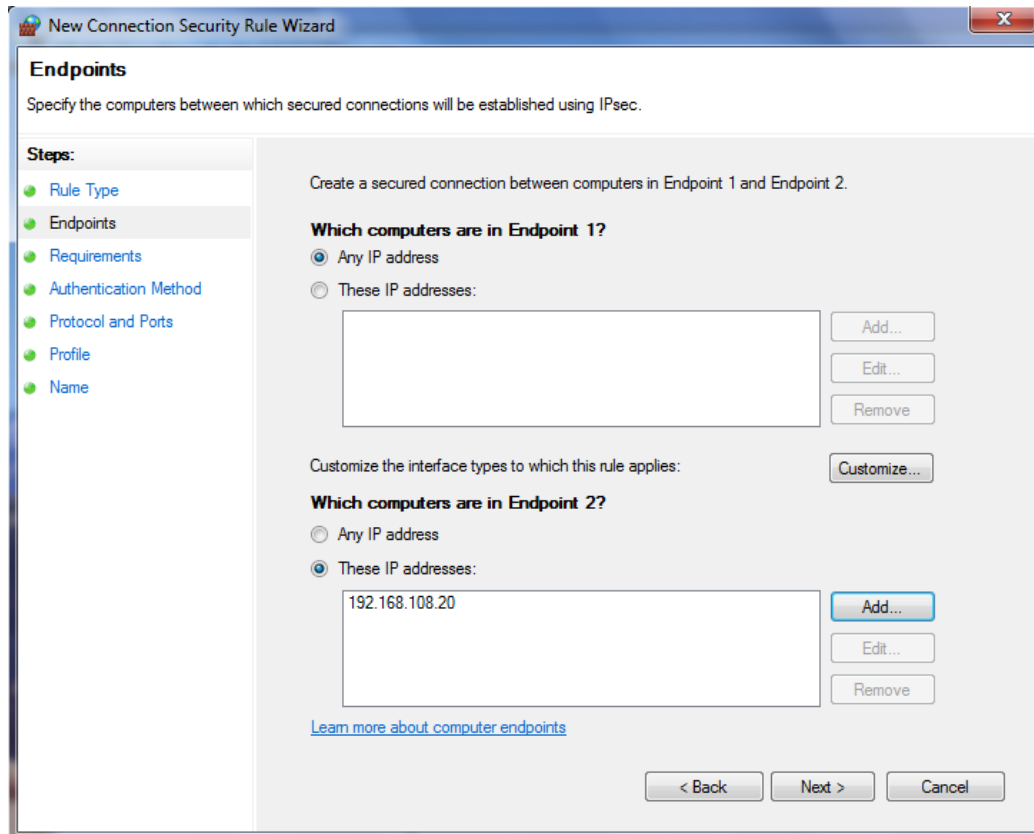 New Connection Security Rule Wizard
Endpoints
Specify the computers between which secured connections will be established using IPsec.
Steps:
Rule Type
Endpoints
Requirements
Authentication Method
Protocol and Ports
Profile
Name
Create a secured connection between computers in Endpoint 1 and Endpoint 2.
Which computers are in Endpoint 1?
Any IP address
These IP addresses:
Add...
Edit...
Remove
Customize the interface types to which this rule applies:
Customize...
Which computers are in Endpoint 2?
Any IP address
These IP addresses:
192.168.108.20
Add...
Edit...
Remove
Learn more about computer endpoints
< Back
Next >
Cancel